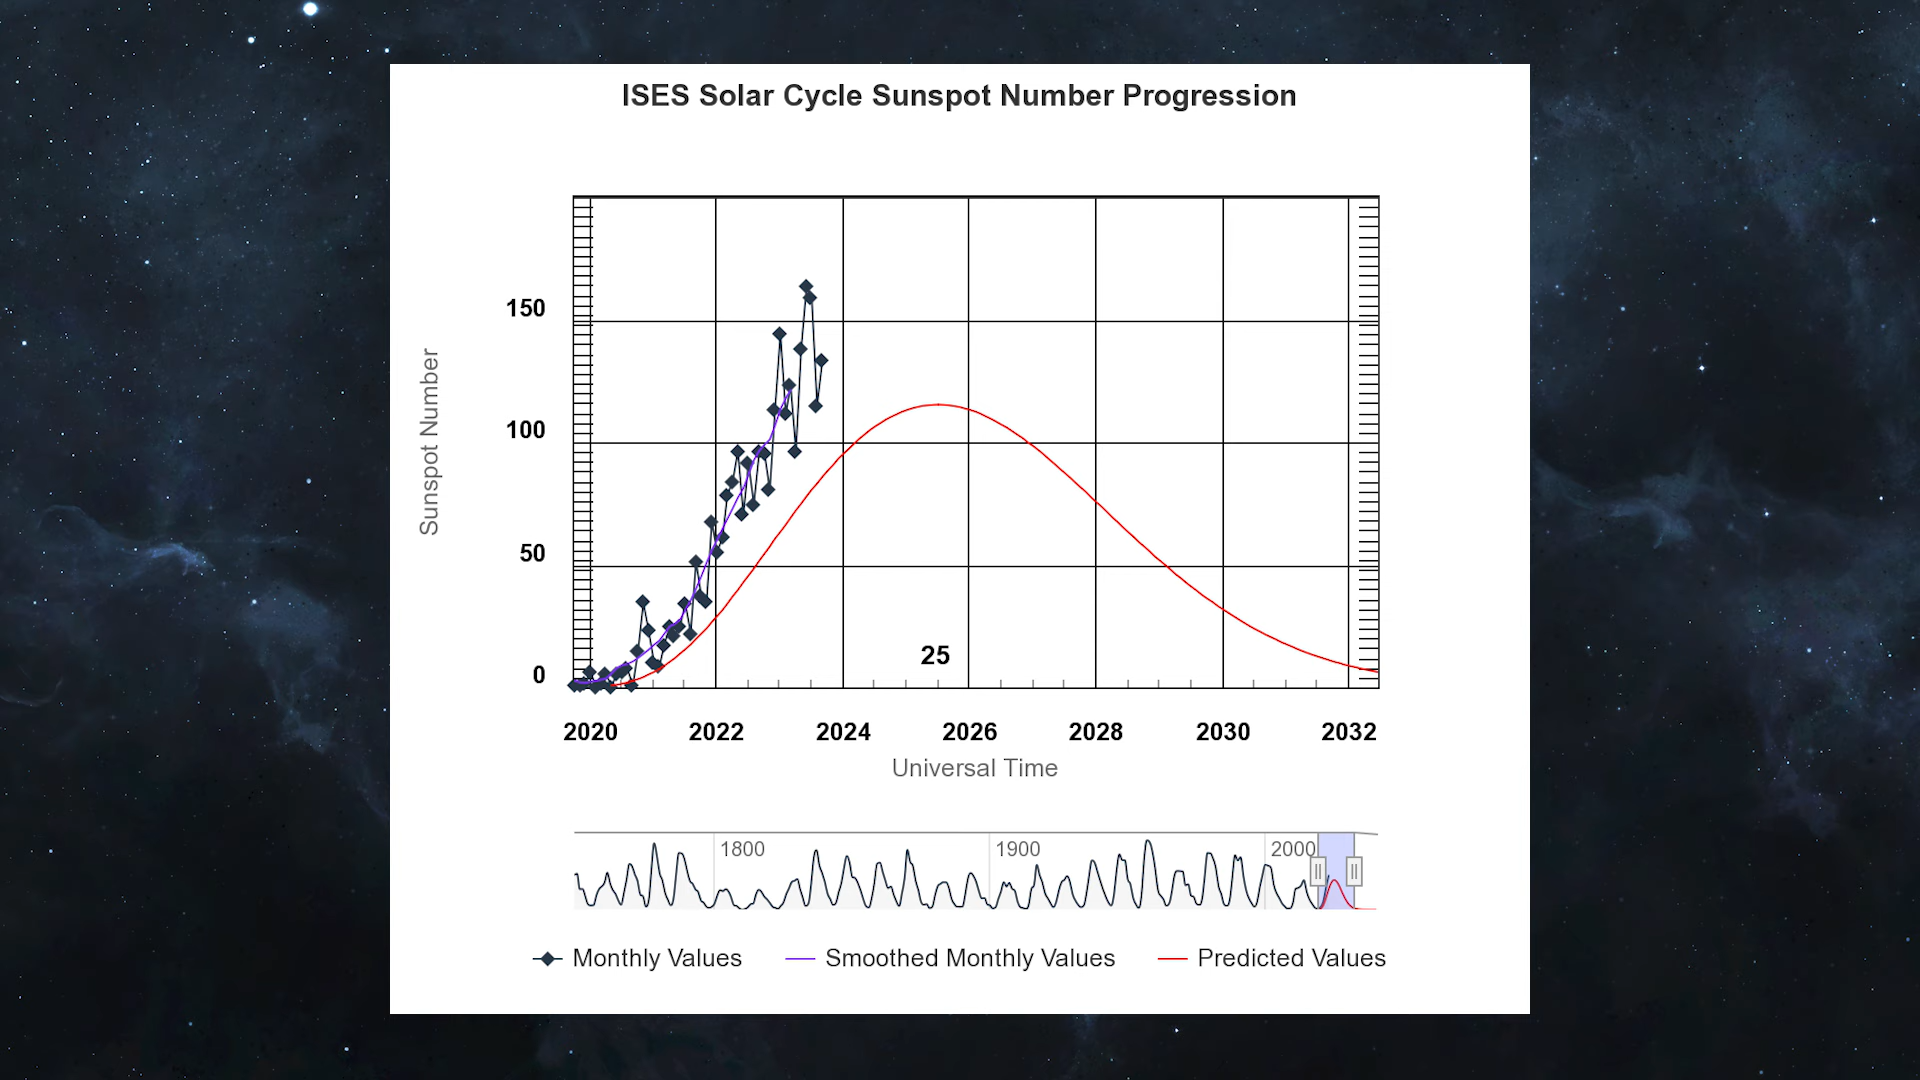 ISES Solar Cycle Sunspot Number Progression
Sunspot Number
150
100
50
0
25
2020 2022 2024 2026 2028 2030 2032
Universal Time
1800 1900 2000
Monthly Values Smoothed Monthly Values Predicted Values